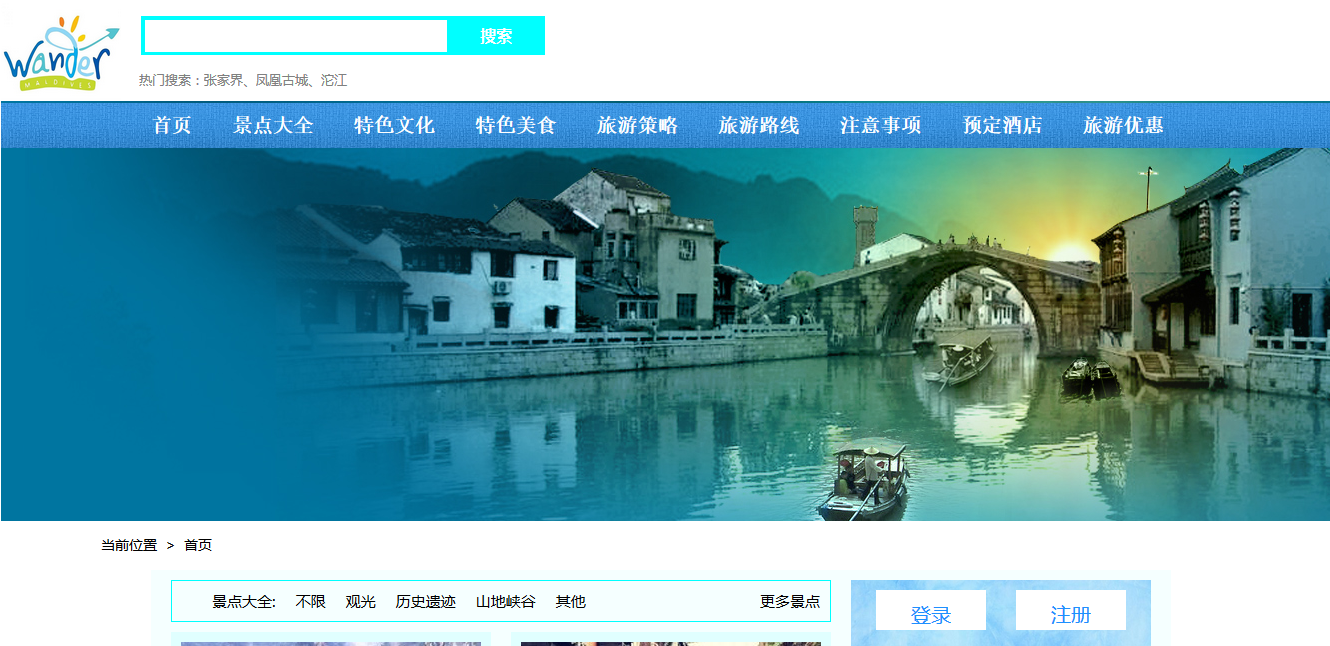 Wander
MALDIVES
搜索
热门搜索：张家界、凤凰古城、沱江
首页 景点大全 特色文化 特色美食 旅游策略 旅游路线 注意事项 预定酒店 旅游优惠
当前位置 > 首页
景点大全: 不限 观光 历史遗迹 山地峡谷 其他 更多景点
登录 注册